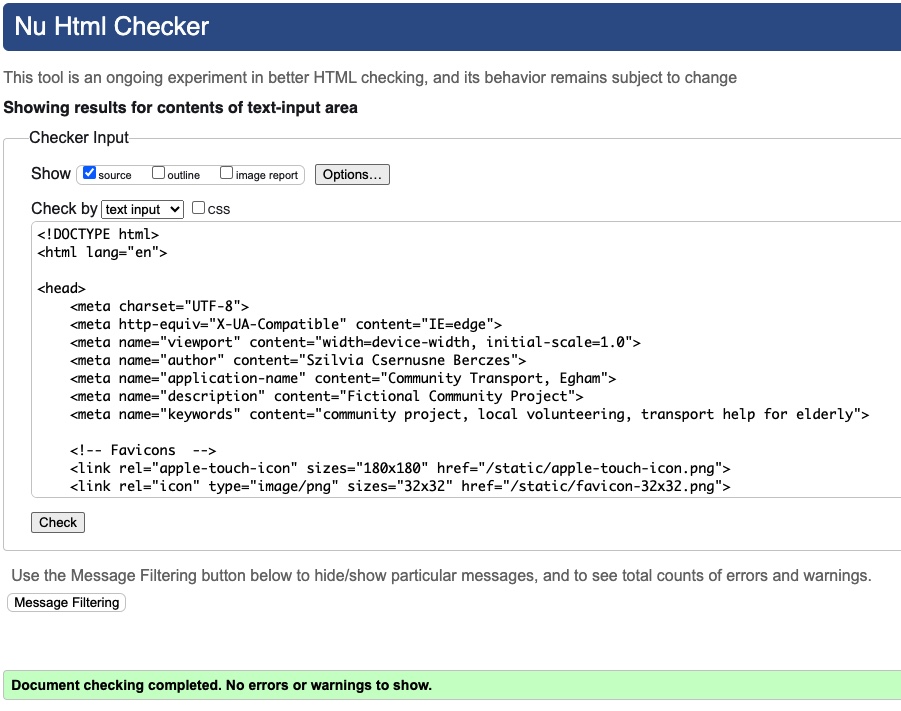 Nu Html Checker
This tool is an ongoing experiment in better HTML checking, and its behavior remains subject to change
Showing results for contents of text-input area
Checker Input
Show source outline image report Options...
Check by text input css
<!DOCTYPE html>
<html lang="en">
<head>
<meta charset="UTF-8">
<meta http-equiv="X-UA-Compatible" content="IE=edge">
<meta name="viewport" content="width=device-width, initial-scale=1.0">
<meta name="author" content="Szilvia Csernusne Berczes">
<meta name="application-name" content="Community Transport, Egham">
<meta name="description" content="Fictional Community Project">
<meta name="keywords" content="community project, local volunteering, transport help for elderly">
<!-- Favicons  -->
<link rel="apple-touch-icon" sizes="180x180" href="/static/apple-touch-icon.png">
<link rel="icon" type="image/png" sizes="32x32" href="/static/favicon-32x32.png">
Check
Use the Message Filtering button below to hide/show particular messages, and to see total counts of errors and warnings.
Message Filtering
Document checking completed. No errors or warnings to show.